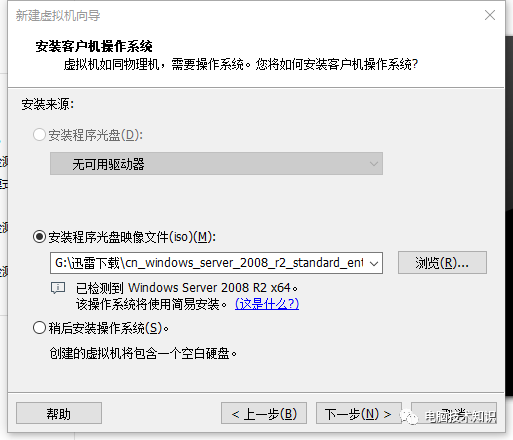 新建虚拟机向导
安装客户机操作系统
虚拟机如同物理机，需要操作系统。您将如何安装客户机操作系统?
安装来源:
安装程序光盘(D):
无可用驱动器
安装程序光盘映像文件(iso)(M):
G:\迅雷下载\cn_windows_server_2008_r2_standard_ent
浏览(R)...
已检测到 Windows Server 2008 R2 x64。
该操作系统将使用简易安装。(这是什么?)
稍后安装操作系统(S)。
创建的虚拟机将包含一个空白硬盘。
帮助
< 上一步(B)
下一步(N) >
电脑技术知识